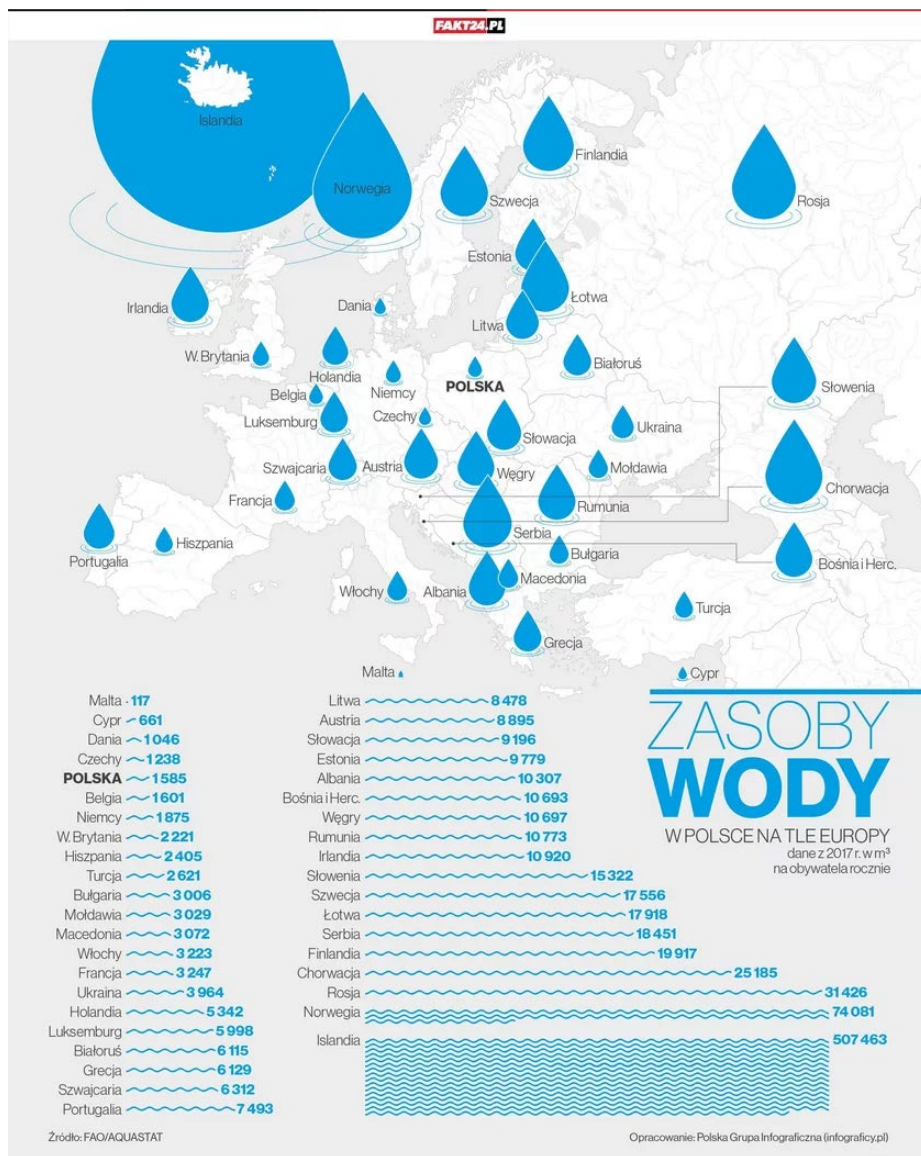 FAKT24.PL
Islandia
Norwegia
Finlandia
Szwecja
Rosja
Estonia
Łotwa
Litwa
Irlandia
Dania
W. Brytania
Holandia
Niemcy
POLSKA
Białoruś
Słowenia
Belgia
Luksemburg
Czechy
Słowacja
Ukraina
Szwajcaria
Austria
Węgry
Mołdawia
Chorwacja
Francja
Rumunia
Portugalia
Hiszpania
Serbia
Bułgaria
Bośnia i Herc.
Włochy
Albania
Macedonia
Turcja
Grecja
Malta
Cypr
Malta 117
Cypr 661
Dania 1 046
Czechy 1 238
POLSKA 1 585
Belgia 1 601
Niemcy 1 875
W. Brytania 2 221
Hiszpania 2 405
Turcja 2 621
Bułgaria 3 006
Mołdawia 3 029
Macedonia 3 072
Włochy 3 223
Francja 3 247
Ukraina 3 964
Holandia 5 342
Luksemburg 5 998
Białoruś 6 115
Grecja 6 129
Szwajcaria 6 312
Portugalia 7 493
Litwa 8 478
Austria 8 895
Słowacja 9 196
Estonia 9 779
Albania 10 307
Bośnia i Herc. 10 693
Węgry 10 697
Rumunia 10 773
Irlandia 10 920
Słowenia 15 322
Szwecja 17 556
Łotwa 17 918
Serbia 18 451
Finlandia 19 917
Chorwacja 25 185
Rosja 31 426
Norwegia 74 081
Islandia 507 463
ZASOBY
WODY
W POLSCE NA TLE EUROPY
dane z 2017 r. w m³
na obywatela rocznie
Źródło: FAO/AQUASTAT
Opracowanie: Polska Grupa Infograficzna (infograficy.pl)